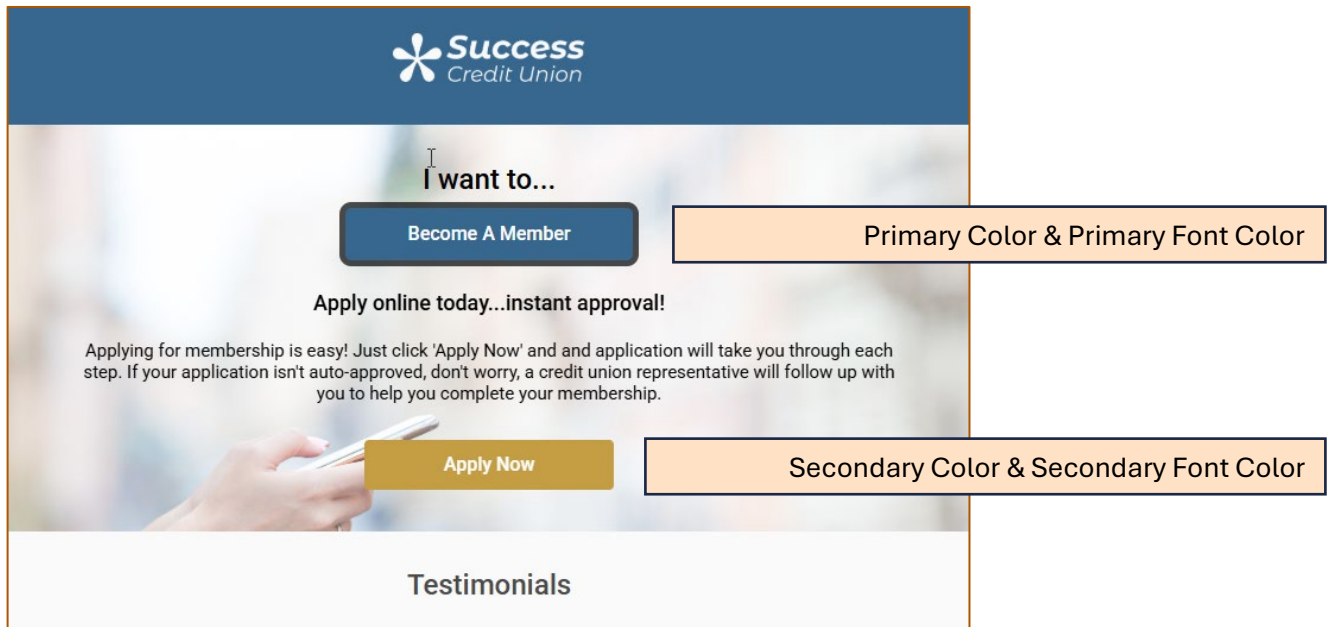 Success
Credit Union
I want to...
Become A Member
Primary Color & Primary Font Color
Apply online today...instant approval!
Applying for membership is easy! Just click 'Apply Now' and and application will take you through each
step. If your application isn't auto-approved, don't worry, a credit union representative will follow up with
you to help you complete your membership.
Apply Now
Secondary Color & Secondary Font Color
Testimonials